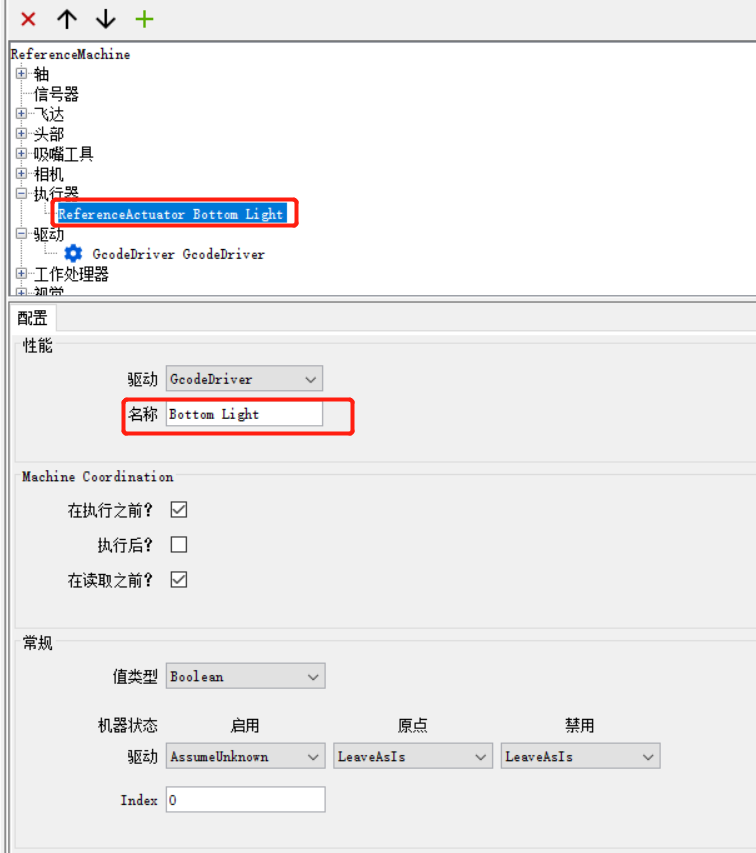 ReferenceMachine
轴
信号器
飞达
头部
吸嘴工具
相机
执行器
ReferenceActuator Bottom Light
驱动
GcodeDriver GcodeDriver
工作处理器
视觉
配置
性能
驱动 GcodeDriver
名称 Bottom Light
Machine Coordination
在执行之前?
执行后?
在读取之前?
常规
值类型 Boolean
机器状态 启用 原点 禁用
驱动 AssumeUnknown LeaveAsIs LeaveAsIs
Index 0